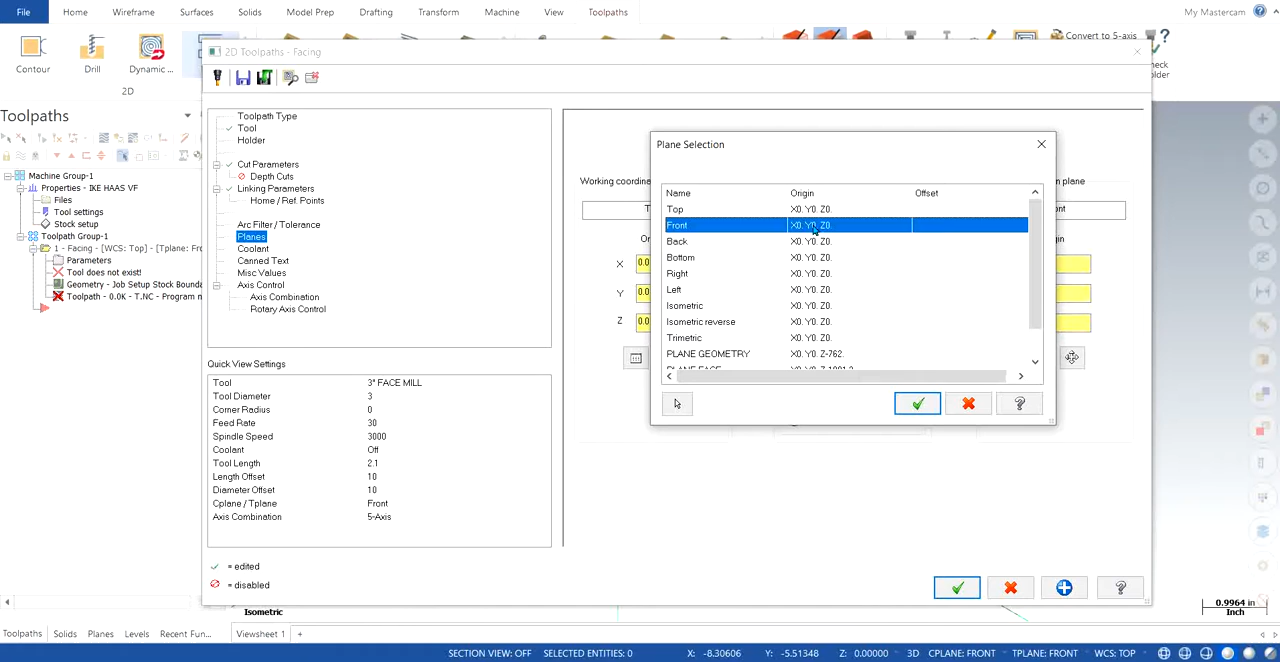 File Home Wireframe Surfaces Solids Model Prep Drafting Transform Machine View Toolpaths My Mastercam
Contour Drill Dynamic ... Convert to 5-axis
2D
2D Toolpaths - Facing
Toolpaths
Machine Group-1
Properties - IKE HAAS VF
Files
Tool settings
Stock setup
Toolpath Group-1
1 - Facing - [WCS: Top] - [Tplane: Fro
Parameters
Tool does not exist!
Geometry - Job Setup Stock Bounda
Toolpath - 0.0K - T.NC - Program n
Toolpath Type
Tool
Holder
Cut Parameters
Depth Cuts
Linking Parameters
Home / Ref. Points
Arc Filter / Tolerance
Planes
Coolant
Canned Text
Misc Values
Axis Control
Axis Combination
Rotary Axis Control
Quick View Settings
Tool 3" FACE MILL
Tool Diameter 3
Corner Radius 0
Feed Rate 30
Spindle Speed 3000
Coolant Off
Tool Length 2.1
Length Offset 10
Diameter Offset 10
Cplane / Tplane Front
Axis Combination 5-Axis
= edited
= disabled
Working coordina
X 0.0
Y 0.0
Z 0.0
Plane Selection
Name Origin Offset
Top X0. Y0. Z0.
Front X0. Y0. Z0.
Back X0. Y0. Z0.
Bottom X0. Y0. Z0.
Right X0. Y0. Z0.
Left X0. Y0. Z0.
Isometric X0. Y0. Z0.
Isometric reverse X0. Y0. Z0.
Trimetric X0. Y0. Z0.
PLANE GEOMETRY X0. Y0. Z-762.
n plane
ont
gin
Isometric
0.9964 in
Inch
Toolpaths Solids Planes Levels Recent Fun... Viewsheet 1 +
SECTION VIEW: OFF SELECTED ENTITIES: 0 X: -8.30606 Y: -5.51348 Z: 0.00000 3D CPLANE: FRONT TPLANE: FRONT WCS: TOP